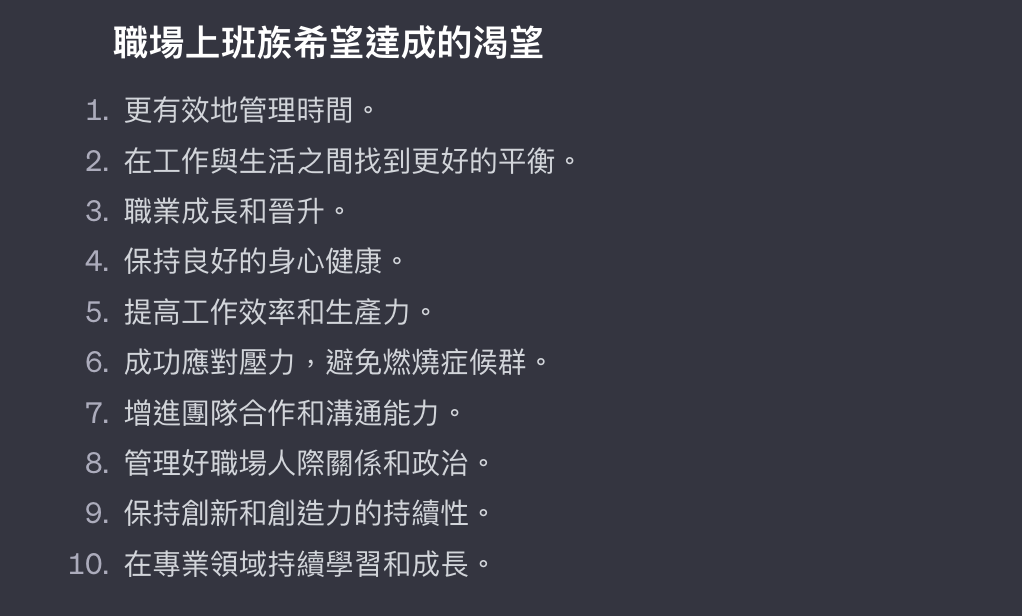 職場上班族希望達成的渴望
1. 更有效地管理時間。
2. 在工作與生活之間找到更好的平衡。
3. 職業成長和晉升。
4. 保持良好的身心健康。
5. 提高工作效率和生產力。
6. 成功應對壓力，避免燃燒症候群。
7. 增進團隊合作和溝通能力。
8. 管理好職場人際關係和政治。
9. 保持創新和創造力的持續性。
10. 在專業領域持續學習和成長。